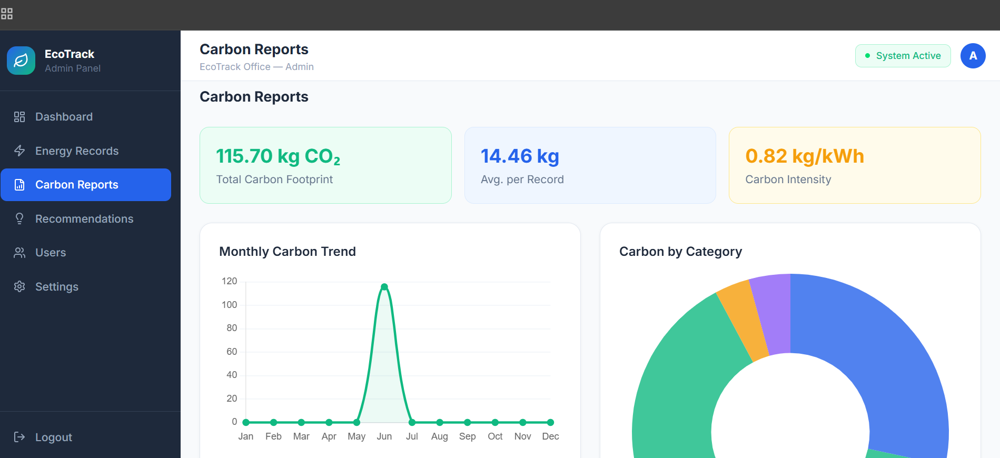 EcoTrack
Admin Panel
Dashboard
Energy Records
Carbon Reports
Recommendations
Users
Settings
Logout
Carbon Reports
EcoTrack Office — Admin
System Active
A
Carbon Reports
115.70 kg CO₂
Total Carbon Footprint
14.46 kg
Avg. per Record
0.82 kg/kWh
Carbon Intensity
Monthly Carbon Trend
120
100
80
60
40
20
0
Jan Feb Mar Apr May Jun Jul Aug Sep Oct Nov Dec
Carbon by Category